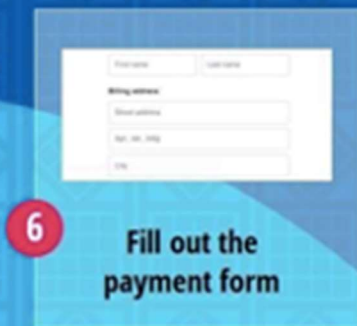 First name
Last name
Billing address
Street address
Apt., ste., bldg.
City
6
Fill out the
payment form